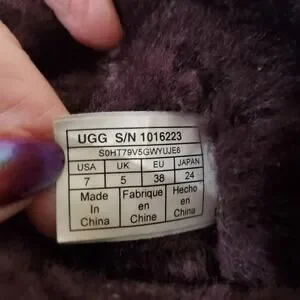 UGG S/N 1016223
S0HT79V5GWYUJE6
USA UK EU JAPAN
7 5 38 24
Made Fabrique Hecho
In en en
China Chine China